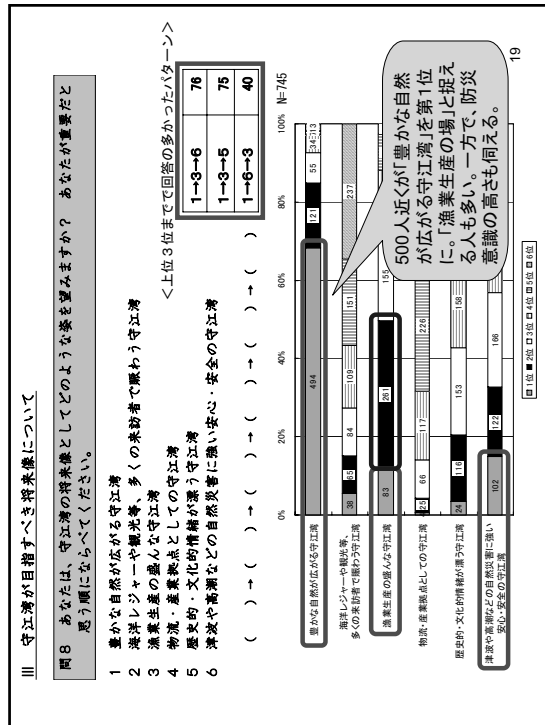 Ⅲ 守江湾が目指すべき将来像について
問8 あなたは、守江湾の将来像としてどのような姿を望みますか? あなたが重要だと
思う順にならべてください。
1 豊かな自然が広がる守江湾
2 海洋レジャーや観光等、多くの来訪者で賑わう守江湾
3 漁業生産の盛んな守江湾
4 物流・産業拠点としての守江湾
5 歴史的・文化的情緒が漂う守江湾
6 津波や高潮などの自然災害に強い安心・安全の守江湾
( )→( )→( )→( )→( )→( )
<上位3位までで回答の多かったパターン>
1→3→6 76
1→3→5 75
1→6→3 40
0% 20% 40% 60% 80% 100%
N=745
豊かな自然が広がる守江湾
494 121 55 34 13
海洋レジャーや観光等、
多くの来訪者で賑わう守江湾
38 65 84 109 151 237
漁業生産の盛んな守江湾
83 261 155
物流・産業拠点としての守江湾
25 66 117 226
歴史的・文化的情緒が漂う守江湾
24 116 153 158
津波や高潮などの自然災害に強い
安心・安全の守江湾
102 122 166
1位 2位 3位 4位 5位 6位
500人近くが「豊かな自然
が広がる守江湾」を第1位
に。「漁業生産の場」と捉え
る人も多い。一方で、防災
意識の高さも伺える。
19